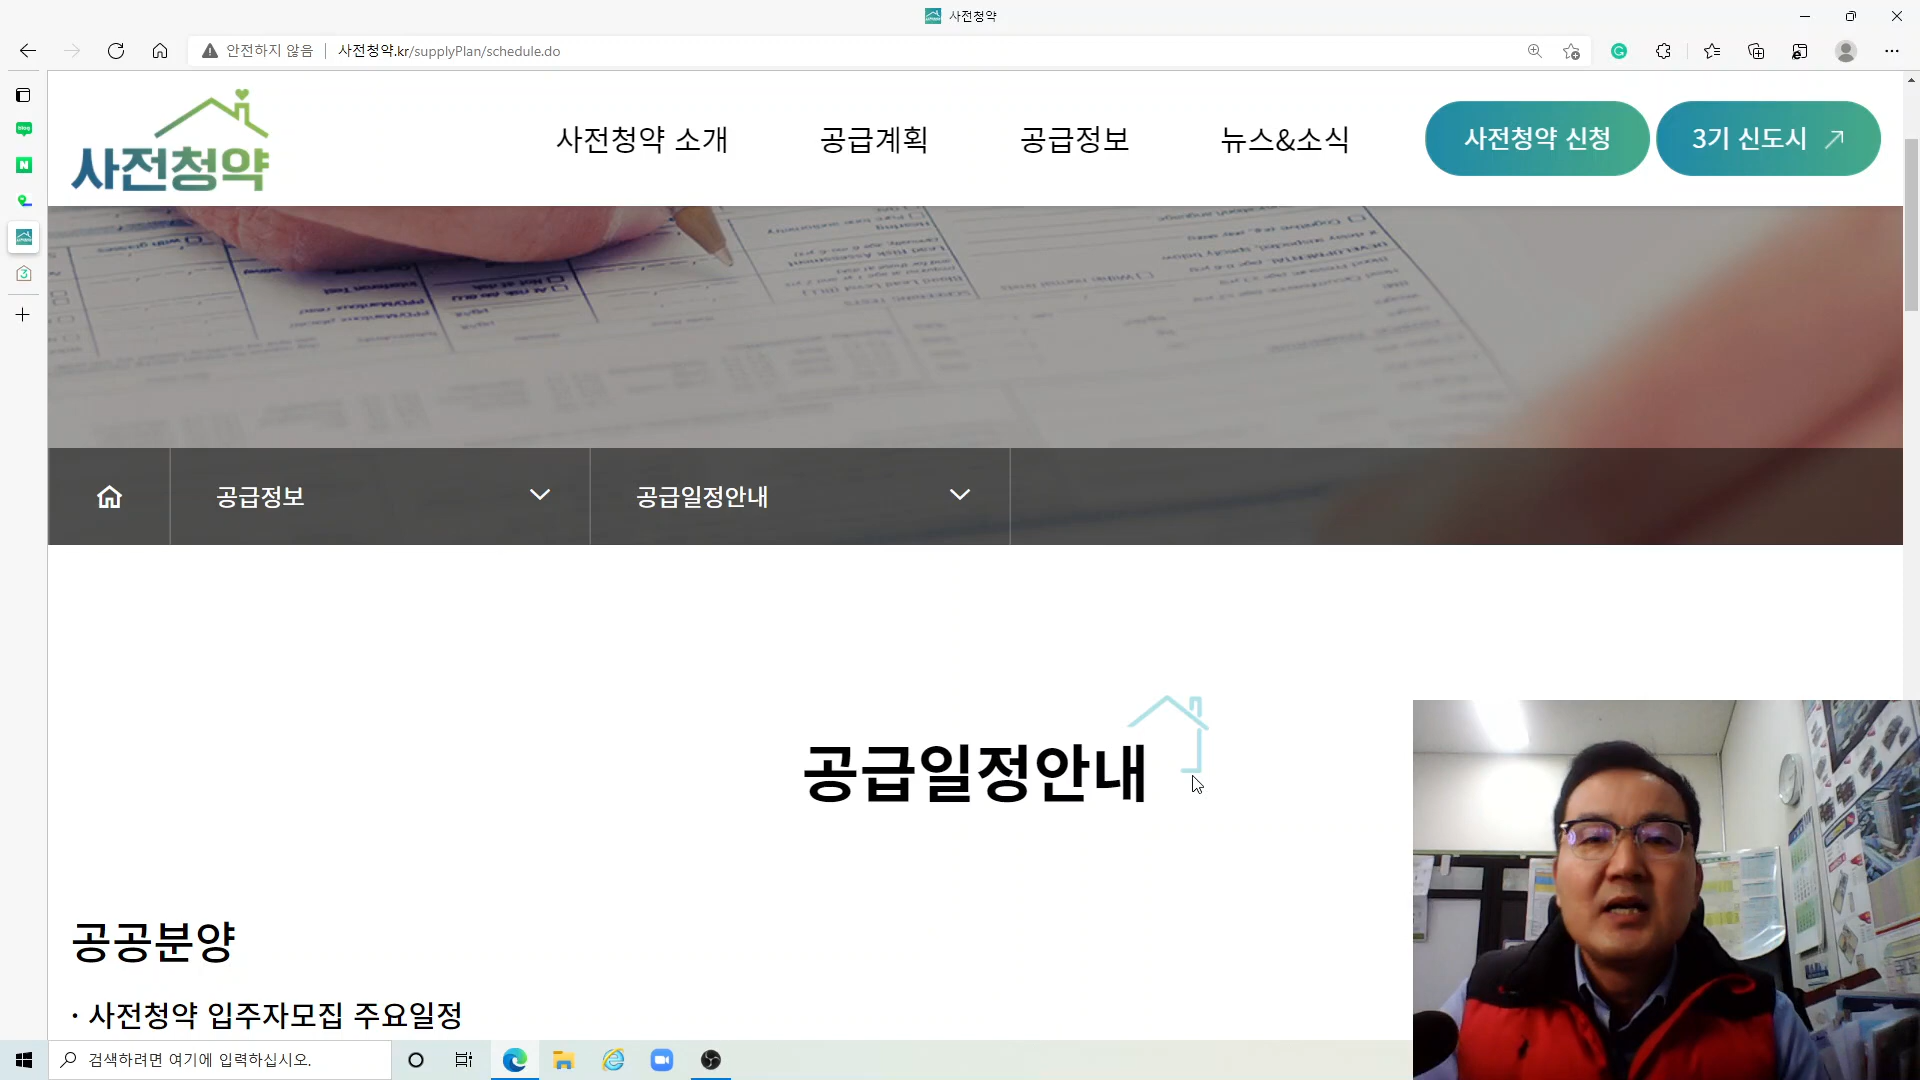 사전청약
안전하지 않음
사전청약.kr/supplyPlan/schedule.do
사전청약
사전청약 소개
공급계획
공급정보
뉴스&소식
사전청약 신청
3기 신도시
공급정보
공급일정안내
공급일정안내
공공분양
· 사전청약 입주자모집 주요일정
검색하려면 여기에 입력하십시오.